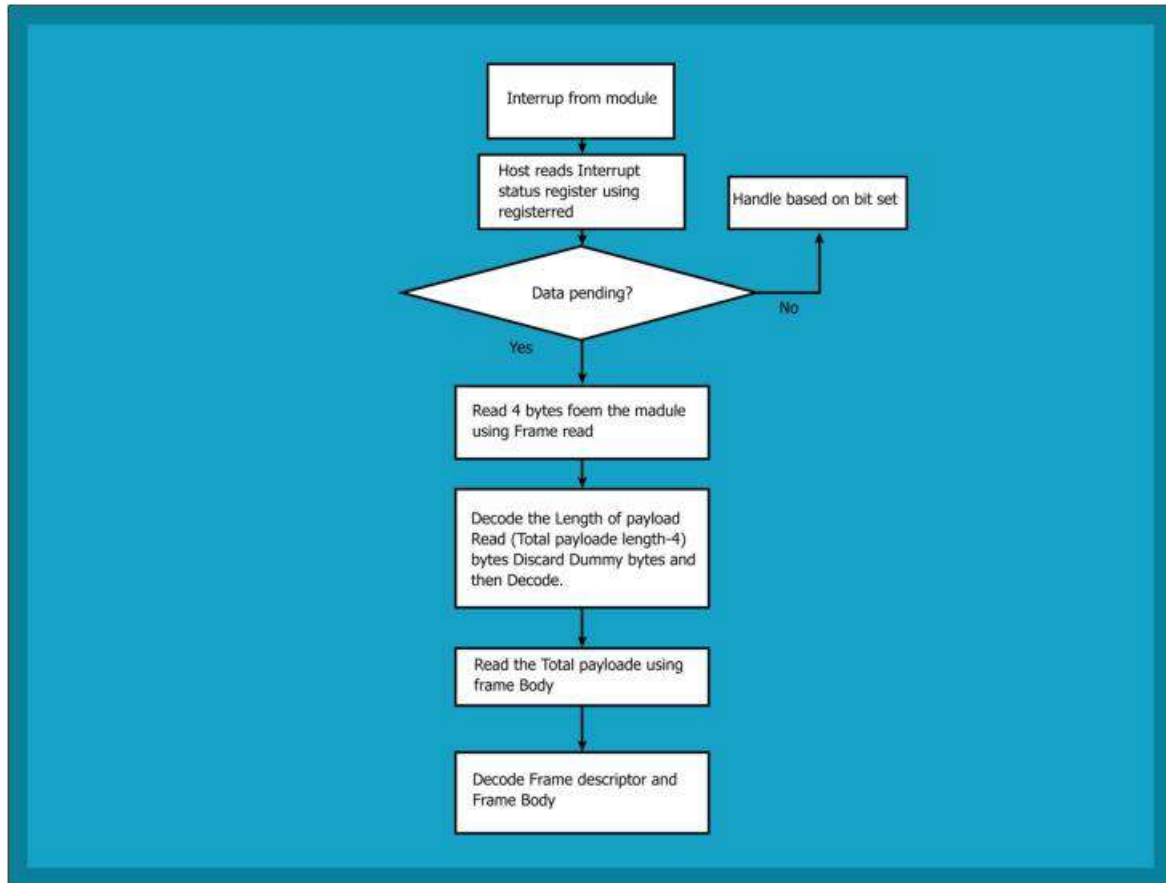 Interrup from module
Host reads Interrupt
status register using
registerred
Handle based on bit set
Data pending?
No
Yes
Read 4 bytes foem the madule
using Frame read
Decode the Length of payload
Read (Total payloade length-4)
bytes Discard Dummy bytes and
then Decode.
Read the Total payloade using
frame Body
Decode Frame descriptor and
Frame Body